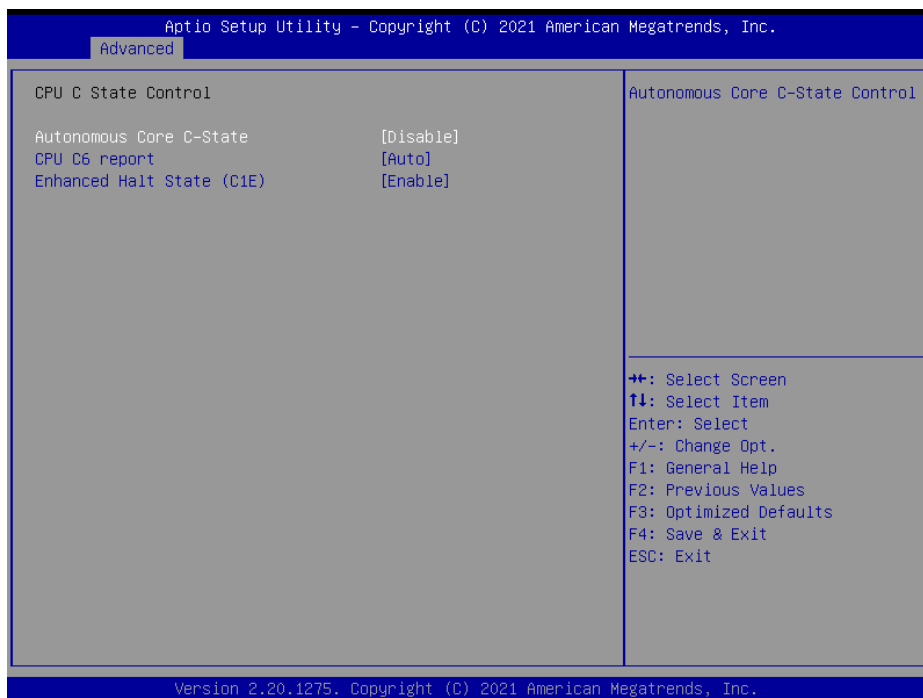 Aptio Setup Utility – Copyright (C) 2021 American Megatrends, Inc.
Advanced
CPU C State Control
Autonomous Core C-State [Disable]
CPU C6 report [Auto]
Enhanced Halt State (C1E) [Enable]
Autonomous Core C-State Control
→←: Select Screen
↑↓: Select Item
Enter: Select
+/-: Change Opt.
F1: General Help
F2: Previous Values
F3: Optimized Defaults
F4: Save & Exit
ESC: Exit
Version 2.20.1275. Copyright (C) 2021 American Megatrends, Inc.